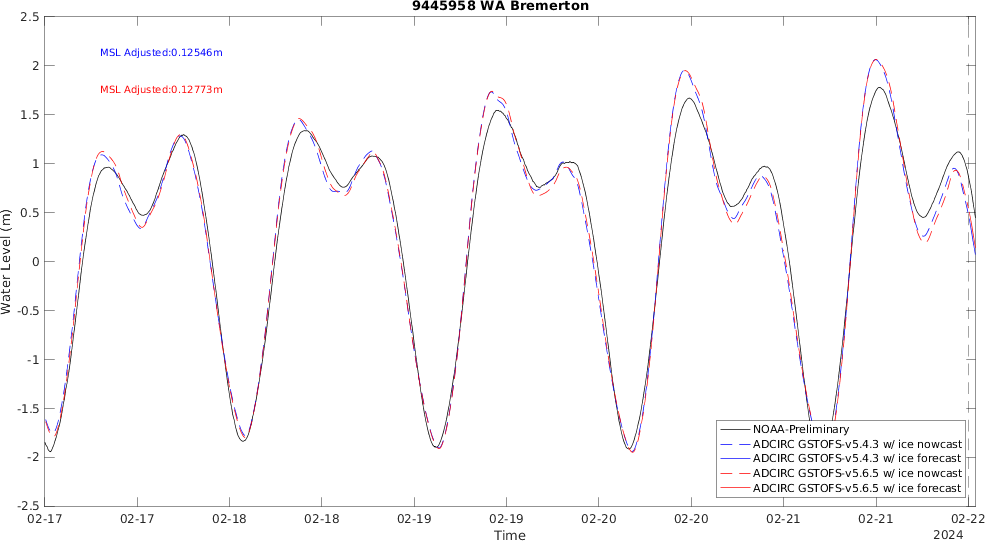 9445958 WA Bremerton
2.5
2
1.5
1
0.5
0
-0.5
-1
-1.5
-2
-2.5
Water Level (m)
MSL Adjusted:0.12546m
MSL Adjusted:0.12773m
NOAA-Preliminary
ADCIRC GSTOFS-v5.4.3 w/ ice nowcast
ADCIRC GSTOFS-v5.4.3 w/ ice forecast
ADCIRC GSTOFS-v5.6.5 w/ ice nowcast
ADCIRC GSTOFS-v5.6.5 w/ ice forecast
02-17 02-17 02-18 02-18 02-19 02-19 02-20 02-20 02-21 02-21 02-22
2024
Time